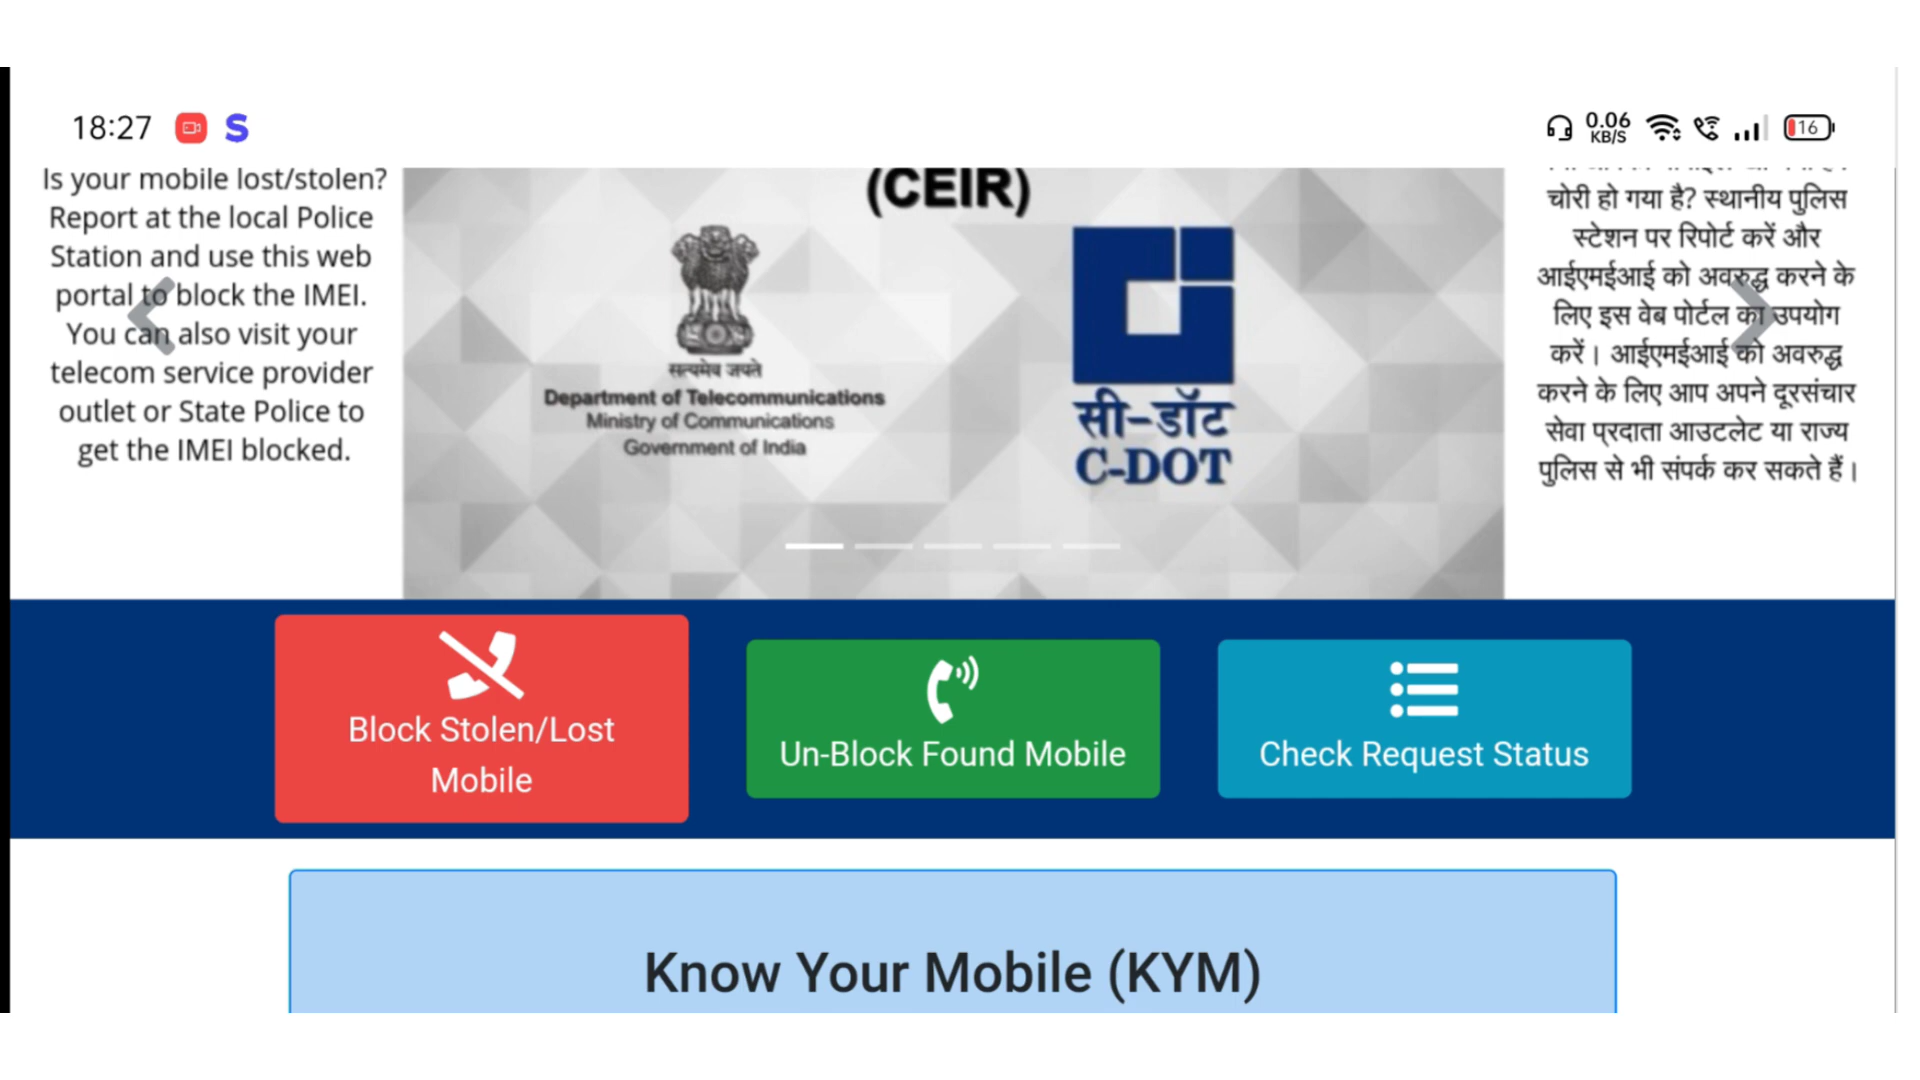 18:27
S
0.06
KB/S
16
Is your mobile lost/stolen?
Report at the local Police
Station and use this web
portal to block the IMEI.
You can also visit your
telecom service provider
outlet or State Police to
get the IMEI blocked.
(CEIR)
सत्यमेव जयते
Department of Telecommunications
Ministry of Communications
Government of India
सी-डॉट
C-DOT
चोरी हो गया है? स्थानीय पुलिस
स्टेशन पर रिपोर्ट करें और
आईएमईआई को अवरुद्ध करने के
लिए इस वेब पोर्टल का उपयोग
करें। आईएमईआई को अवरुद्ध
करने के लिए आप अपने दूरसंचार
सेवा प्रदाता आउटलेट या राज्य
पुलिस से भी संपर्क कर सकते हैं।
Block Stolen/Lost
Mobile
Un-Block Found Mobile
Check Request Status
Know Your Mobile (KYM)